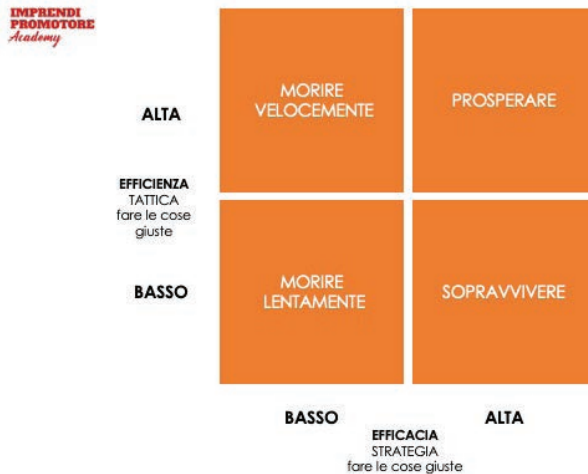 IMPRENDI
PROMOTORE
Academy
MORIRE
VELOCEMENTE
PROSPERARE
ALTA
EFFICIENZA
TATTICA
fare le cose
giuste
BASSO
MORIRE
LENTAMENTE
SOPRAVVIVERE
BASSO
ALTA
EFFICACIA
STRATEGIA
fare le cose giuste